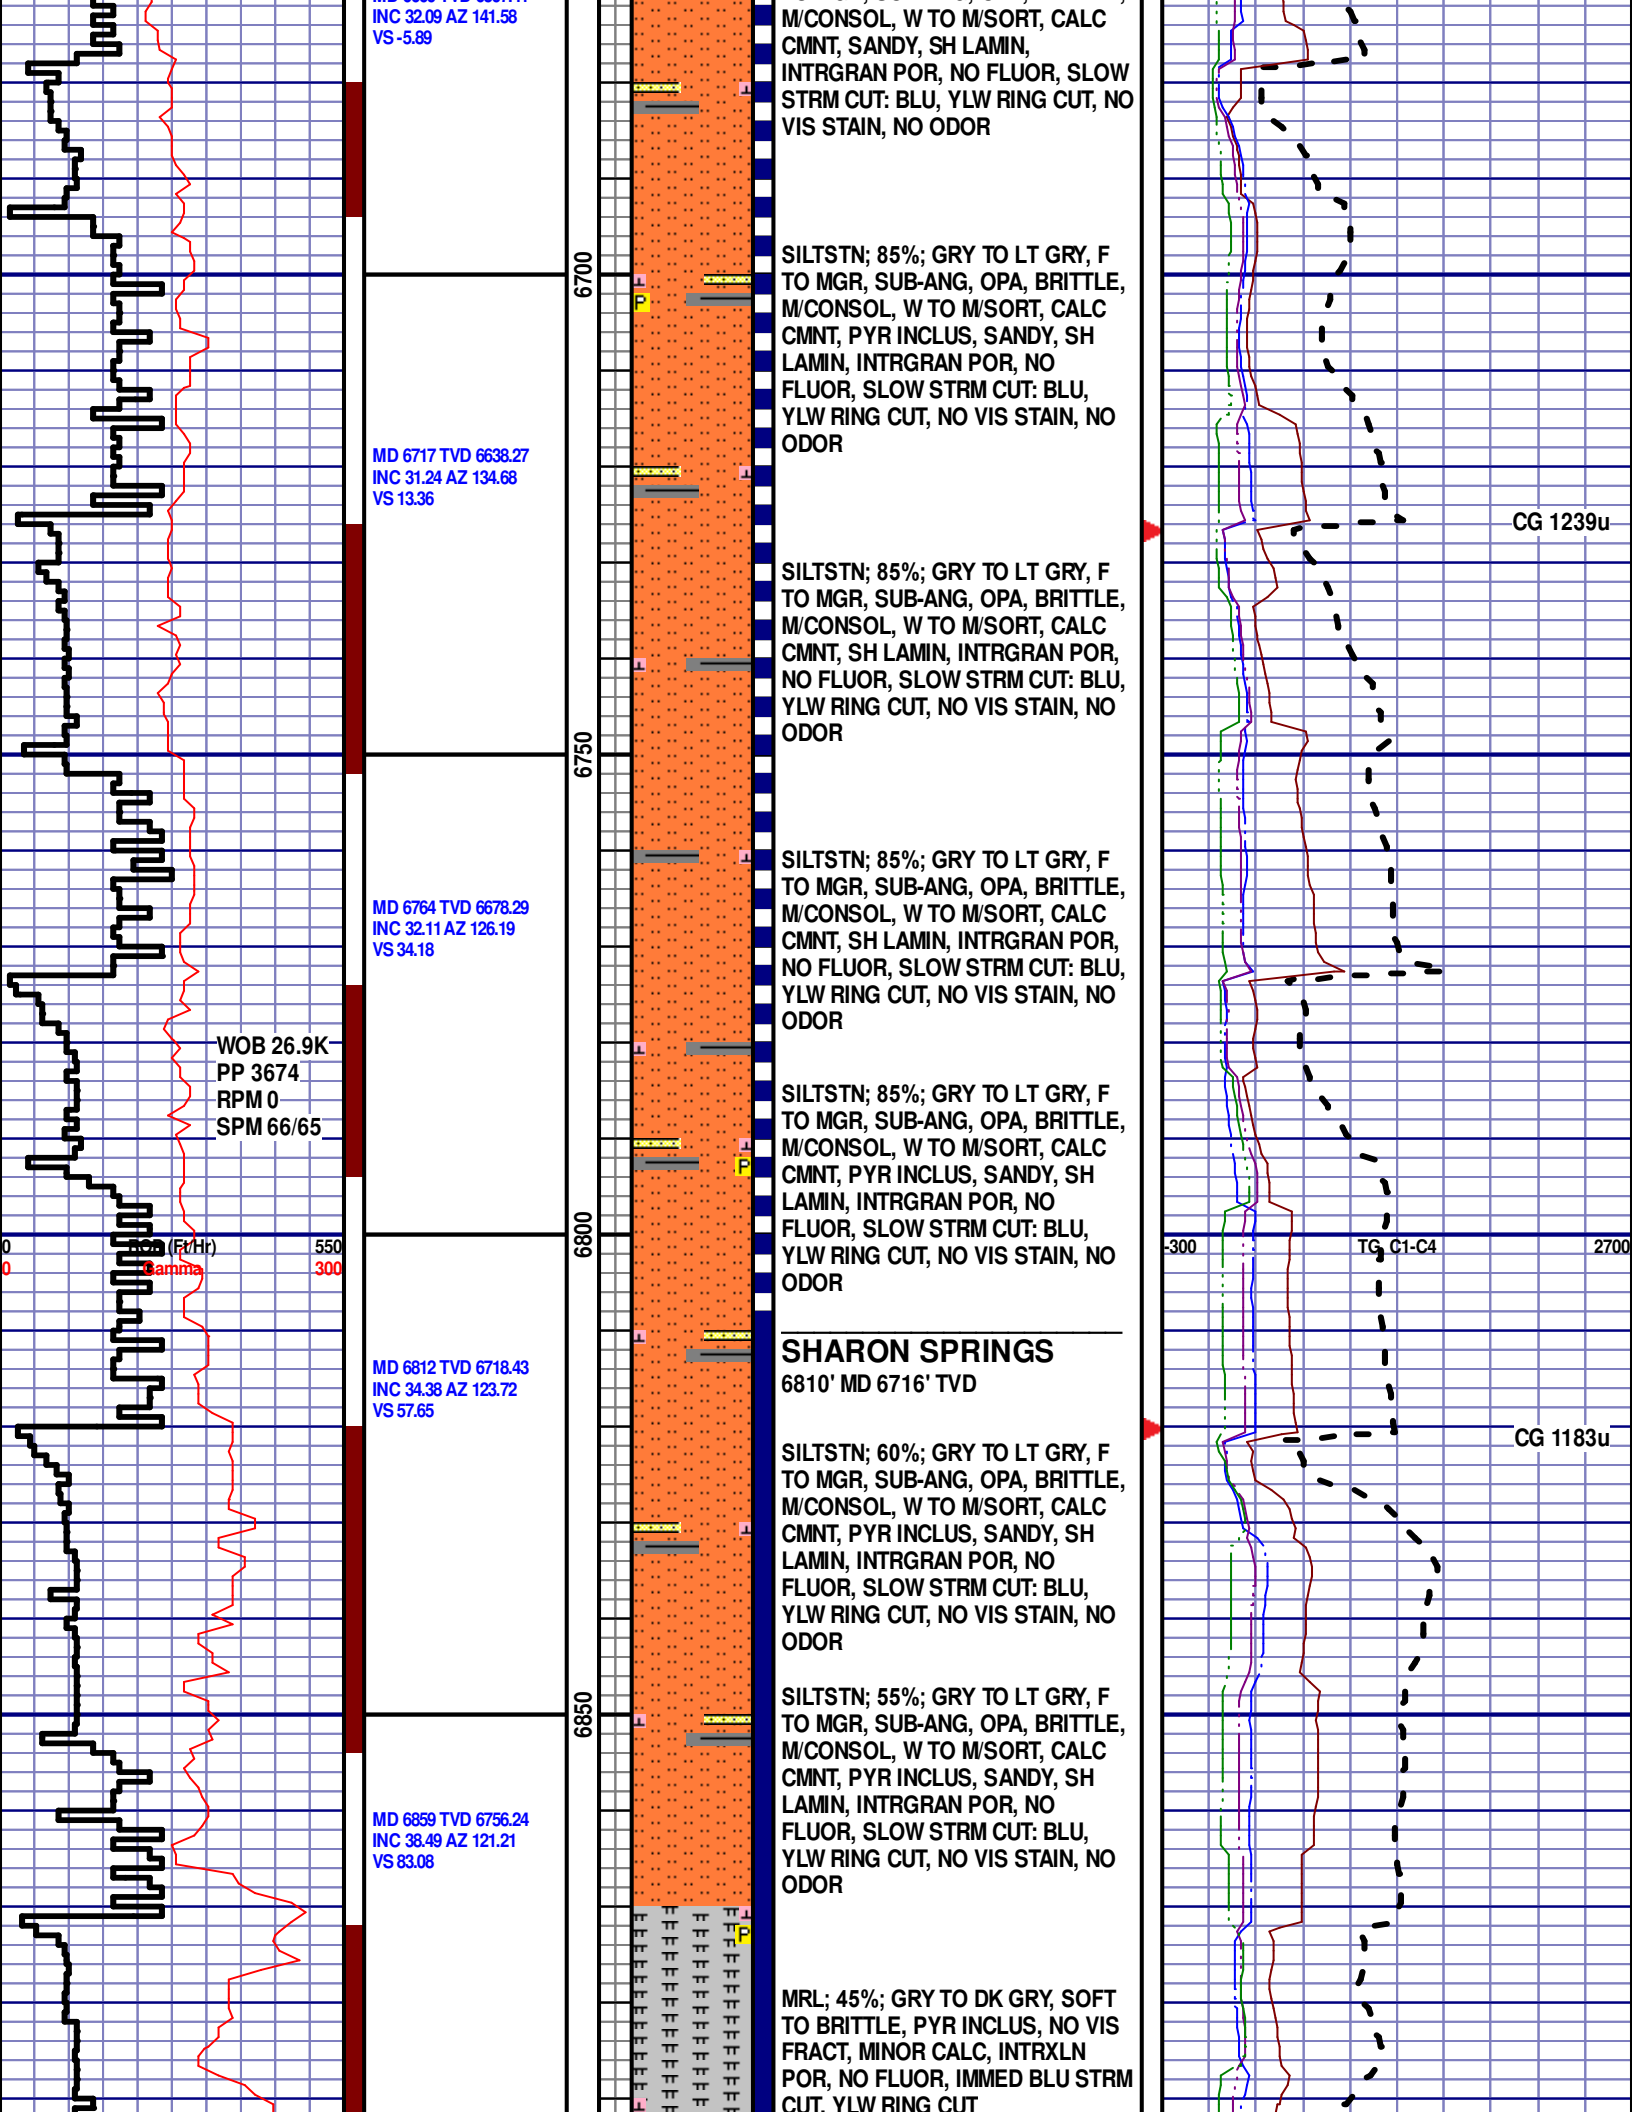 INC 32.09 AZ 141.58
VS -5.89
M/CONSOL, W TO M/SORT, CALC
CMNT, SANDY, SH LAMIN,
INTRGRAN POR, NO FLUOR, SLOW
STRM CUT: BLU, YLW RING CUT, NO
VIS STAIN, NO ODOR
6700
SILTSTN; 85%; GRY TO LT GRY, F
TO MGR, SUB-ANG, OPA, BRITTLE,
M/CONSOL, W TO M/SORT, CALC
CMNT, PYR INCLUS, SANDY, SH
LAMIN, INTRGRAN POR, NO
FLUOR, SLOW STRM CUT: BLU,
YLW RING CUT, NO VIS STAIN, NO
ODOR
P
MD 6717 TVD 6638.27
INC 31.24 AZ 134.68
VS 13.36
CG 1239u
SILTSTN; 85%; GRY TO LT GRY, F
TO MGR, SUB-ANG, OPA, BRITTLE,
M/CONSOL, W TO M/SORT, CALC
CMNT, SH LAMIN, INTRGRAN POR,
NO FLUOR, SLOW STRM CUT: BLU,
YLW RING CUT, NO VIS STAIN, NO
ODOR
6750
SILTSTN; 85%; GRY TO LT GRY, F
TO MGR, SUB-ANG, OPA, BRITTLE,
M/CONSOL, W TO M/SORT, CALC
CMNT, SH LAMIN, INTRGRAN POR,
NO FLUOR, SLOW STRM CUT: BLU,
YLW RING CUT, NO VIS STAIN, NO
ODOR
MD 6764 TVD 6678.29
INC 32.11 AZ 126.19
VS 34.18
WOB 26.9K
PP 3674
RPM 0
SPM 66/65
SILTSTN; 85%; GRY TO LT GRY, F
TO MGR, SUB-ANG, OPA, BRITTLE,
M/CONSOL, W TO M/SORT, CALC
CMNT, PYR INCLUS, SANDY, SH
LAMIN, INTRGRAN POR, NO
FLUOR, SLOW STRM CUT: BLU,
YLW RING CUT, NO VIS STAIN, NO
ODOR
P
6800
0 ROP (Ft/Hr) 550
0 Gamma 300
-300 TG, C1-C4 2700
SHARON SPRINGS
6810' MD 6716' TVD
MD 6812 TVD 6718.43
INC 34.38 AZ 123.72
VS 57.65
CG 1183u
SILTSTN; 60%; GRY TO LT GRY, F
TO MGR, SUB-ANG, OPA, BRITTLE,
M/CONSOL, W TO M/SORT, CALC
CMNT, PYR INCLUS, SANDY, SH
LAMIN, INTRGRAN POR, NO
FLUOR, SLOW STRM CUT: BLU,
YLW RING CUT, NO VIS STAIN, NO
ODOR
6850
SILTSTN; 55%; GRY TO LT GRY, F
TO MGR, SUB-ANG, OPA, BRITTLE,
M/CONSOL, W TO M/SORT, CALC
CMNT, PYR INCLUS, SANDY, SH
LAMIN, INTRGRAN POR, NO
FLUOR, SLOW STRM CUT: BLU,
YLW RING CUT, NO VIS STAIN, NO
ODOR
MD 6859 TVD 6756.24
INC 38.49 AZ 121.21
VS 83.08
P
MRL; 45%; GRY TO DK GRY, SOFT
TO BRITTLE, PYR INCLUS, NO VIS
FRACT, MINOR CALC, INTRXLN
POR, NO FLUOR, IMMED BLU STRM
CUT, YLW RING CUT